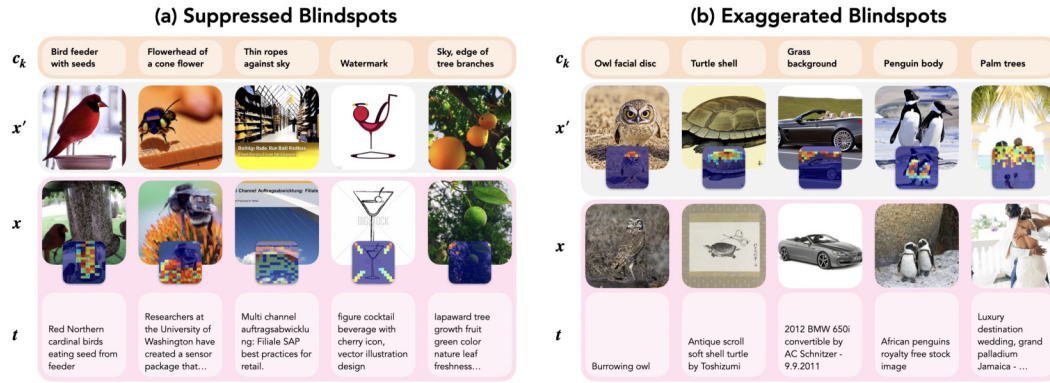 (a) Suppressed Blindspots
c_k
Bird feeder
with seeds
Flowerhead of
a cone flower
Thin ropes
against sky
Watermark
Sky, edge of
tree branches
x′
x
Channel Auftragsabwicklung: Filiale
t
Red Northern
cardinal birds
eating seed from
feeder
Researchers at
the University of
Washington have
created a sensor
package that...
Multi channel
auftragsabwicklu
ng: Filiale SAP
best practices for
retail.
figure cocktail
beverage with
cherry icon,
vector illustration
design
lapaward tree
growth fruit
green color
nature leaf
freshness...
(b) Exaggerated Blindspots
c_k
Owl facial disc
Turtle shell
Grass
background
Penguin body
Palm trees
x′
x
t
Burrowing owl
Antique scroll
soft shell turtle
by Toshizumi
2012 BMW 650i
convertible by
AC Schnitzer -
9.9.2011
African penguins
royalty free stock
image
Luxury
destination
wedding, grand
palladium
Jamaica - ...